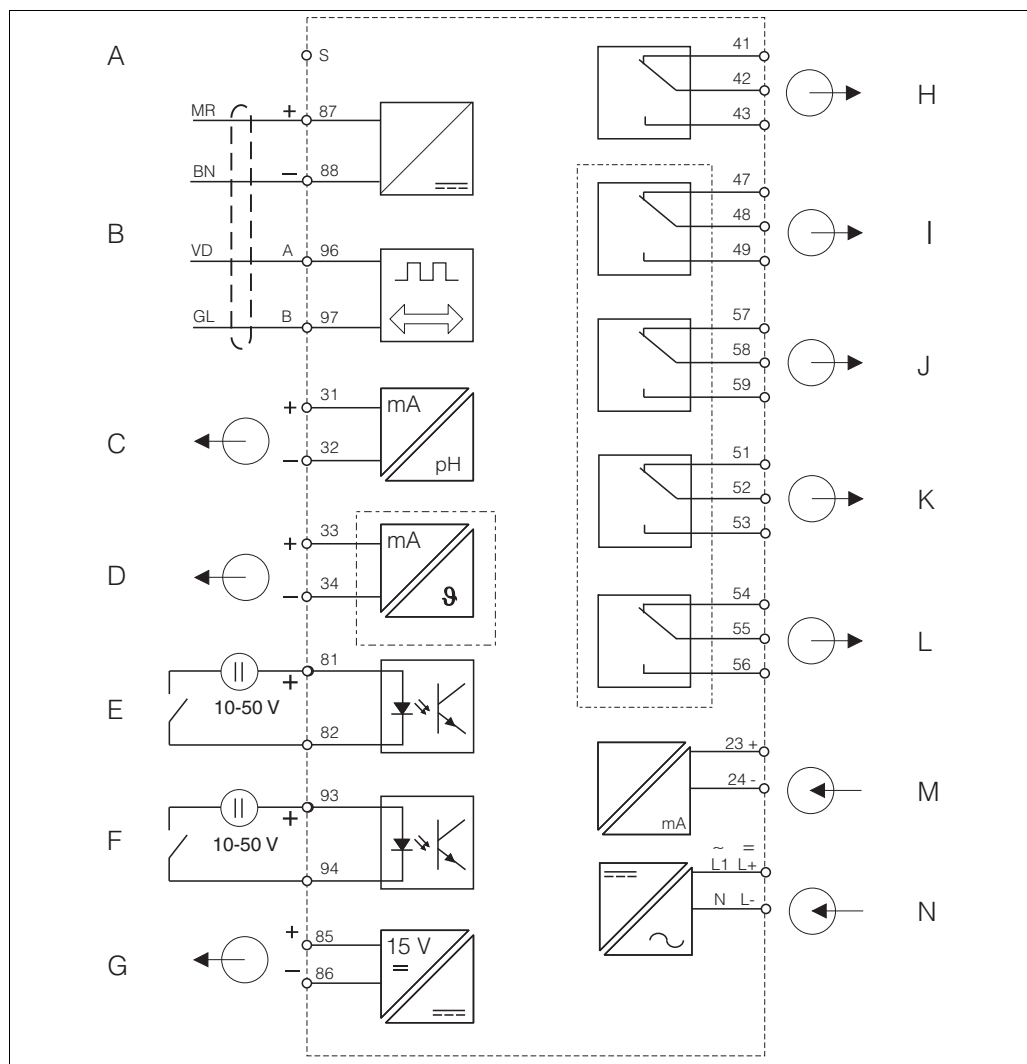 A
S
MR + 87
BN – 88
B
VD A 96
GL B 97
C
+ 31
– 32
mA
pH
D
+ 33
– 34
mA
ϑ
E
10-50 V
+ 81
82
F
10-50 V
+ 93
94
G
+ 85
– 86
15 V
41
42
43
H
47
48
49
I
57
58
59
J
51
52
53
K
54
55
56
L
23 +
24 -
mA
M
~ =
L1 L+
N L-
N